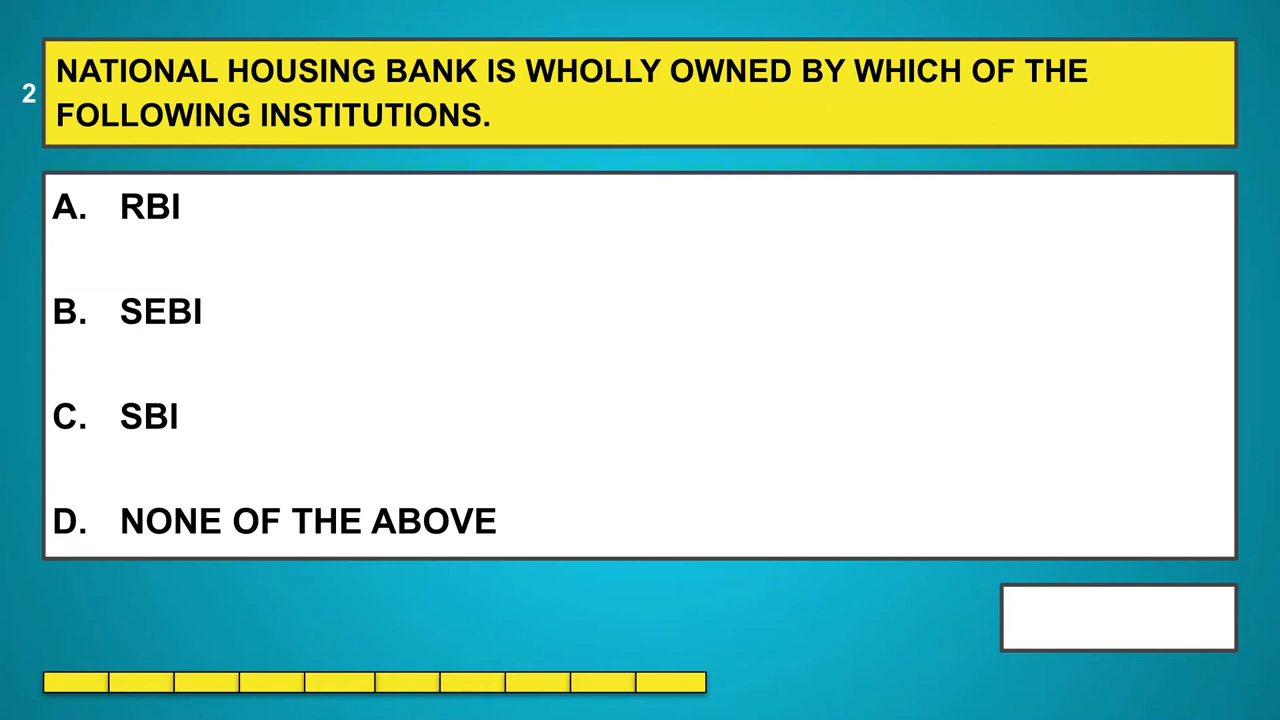 2
NATIONAL HOUSING BANK IS WHOLLY OWNED BY WHICH OF THE
FOLLOWING INSTITUTIONS.
A. RBI
B. SEBI
C. SBI
D. NONE OF THE ABOVE